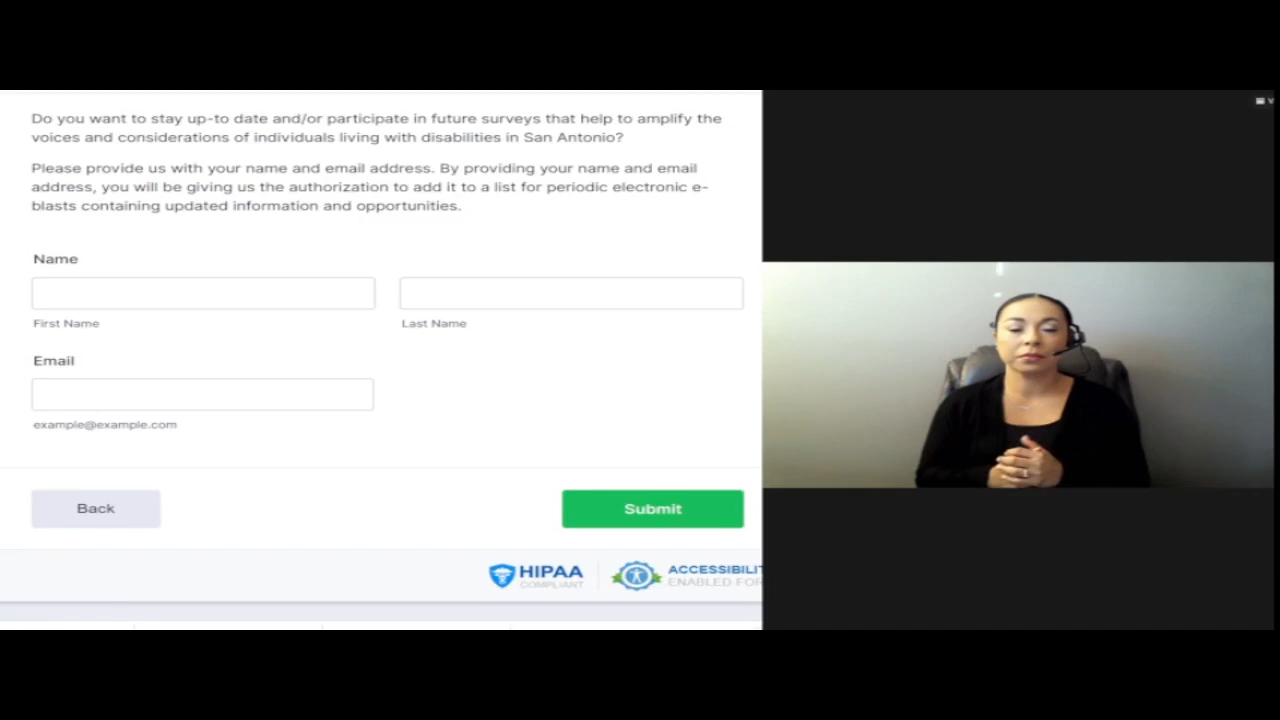 Do you want to stay up-to date and/or participate in future surveys that help to amplify the
voices and considerations of individuals living with disabilities in San Antonio?
Please provide us with your name and email address. By providing your name and email
address, you will be giving us the authorization to add it to a list for periodic electronic e-
blasts containing updated information and opportunities.
Name
First Name
Last Name
Email
example@example.com
Back
Submit
HIPAA
COMPLIANT
ACCESSIBILIT
ENABLED FOR